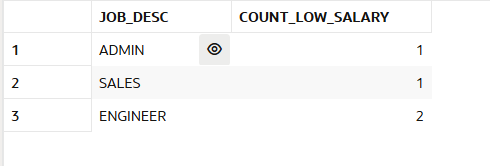 JOB_DESC COUNT_LOW_SALARY
1 ADMIN 1
2 SALES 1
3 ENGINEER 2